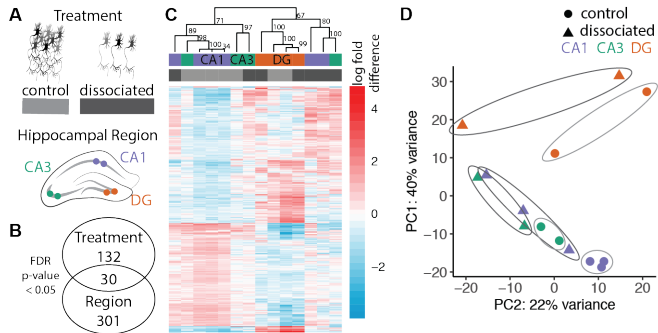 A
Treatment
control
dissociated
Hippocampal Region
CA3
CA1
DG
B
Treatment
132
30
Region
301
FDR
p-value
< 0.05
C
67
89
71
80
98
97
100
100
34
100
99
100
CA1
CA3
DG
log fold
difference
4
2
0
−2
D
control
dissociated
CA1
CA3
DG
PC1: 40% variance
30
20
10
0
−10
−20
−20
−10
0
10
20
PC2: 22% variance